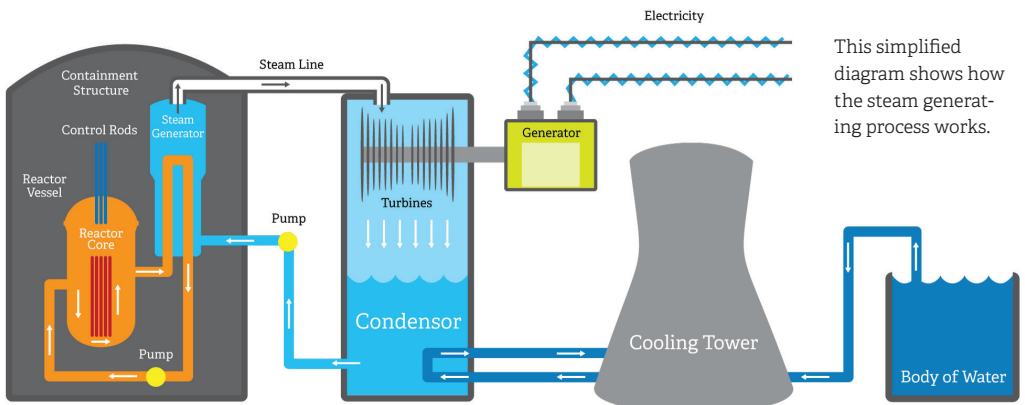 Electricity
This simplified
diagram shows how
the steam generat-
ing process works.
Steam Line
Containment
Structure
Steam
Generator
Control Rods
Generator
Reactor
Vessel
Turbines
Pump
Reactor
Core
Condensor
Cooling Tower
Pump
Body of Water